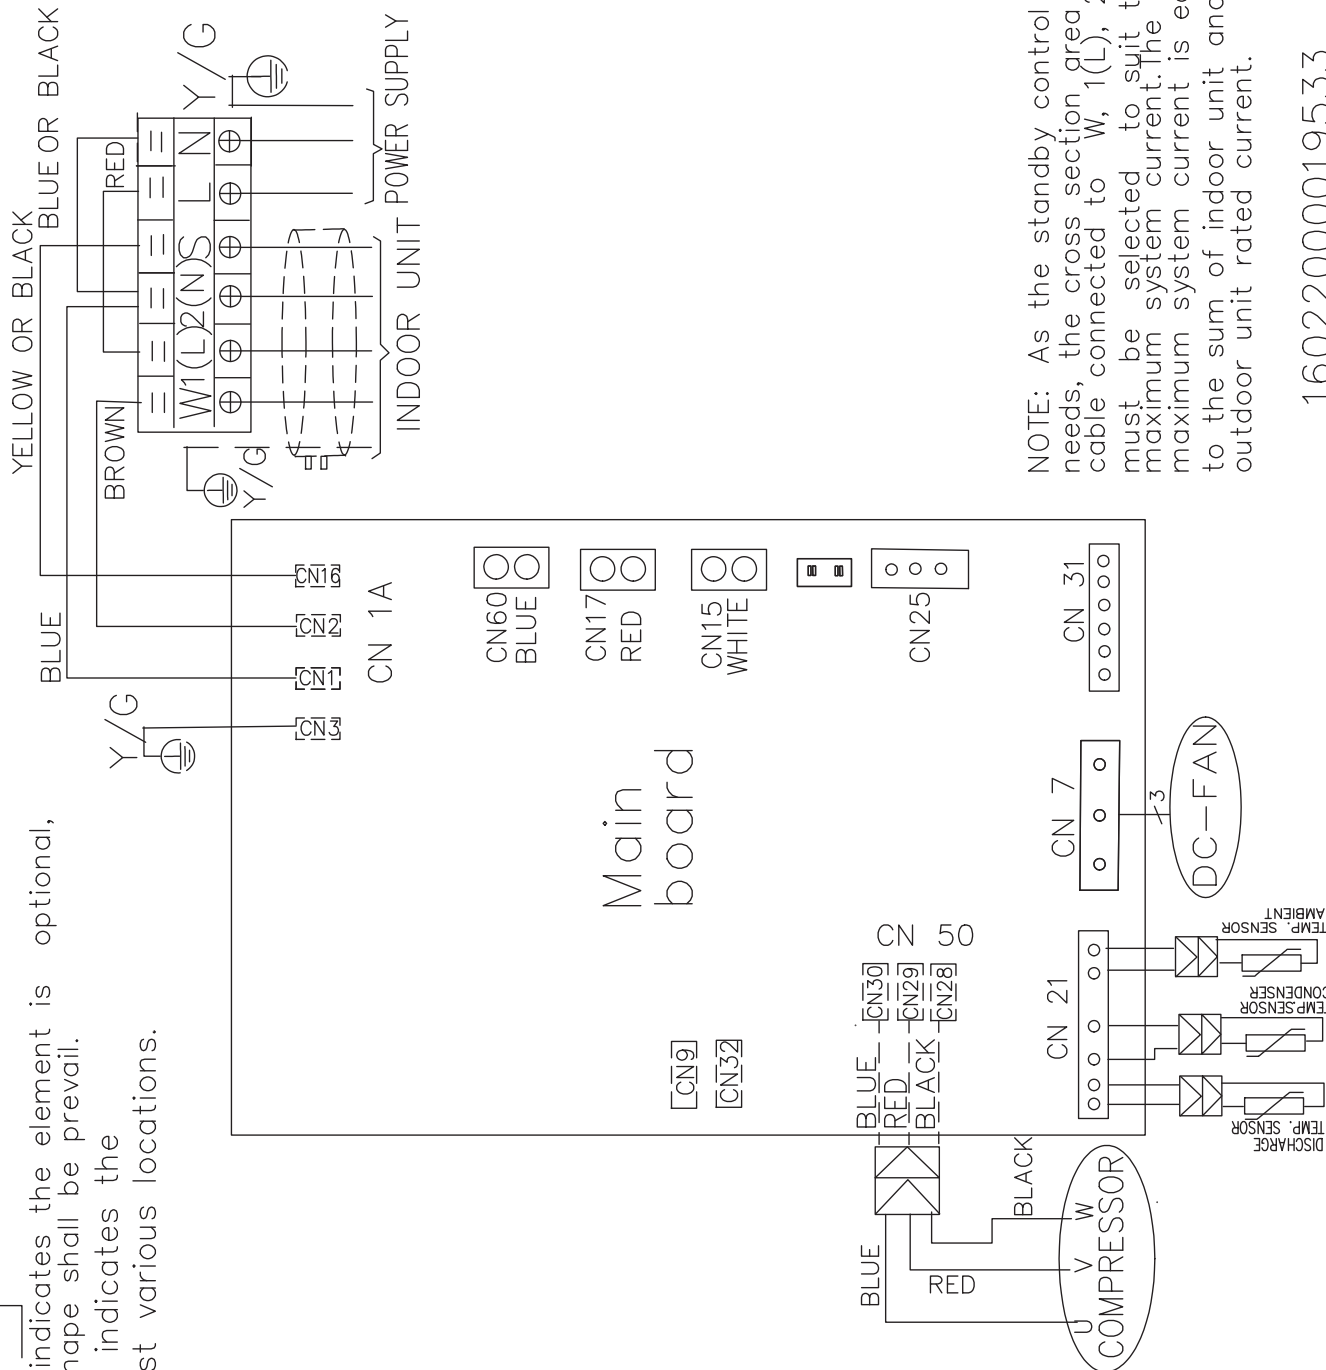 indicates the element is optional,
shall be prevail.
indicates the
various locations.
YELLOW OR BLACK
BLUE OR BLACK
RED
BROWN
BLUE
Y/G
W 1(L) 2(N) S L N
Y/G
POWER SUPPLY
INDOOR UNIT
Y/G
CN16
CN2
CN1
CN3
CN 1A
CN60
BLUE
CN17
RED
CN15
WHITE
CN25
CN 31
Main
board
CN 7
3
DC-FAN
CN 50
CN30
CN29
CN28
CN9
CN32
BLUE
RED
BLACK
CN 21
AMBIENT
TEMP. SENSOR
CONDENSER
TEMP.SENSOR
TEMP. SENSOR
DISCHARGE
BLUE
RED
BLACK
U V W
COMPRESSOR
NOTE: As the standby control
needs, the cross section area
cable connected to W, 1(L),
must be selected to suit
maximum system current.The
maximum system current is
to the sum of indoor unit and
outdoor unit rated current.
16022000019533